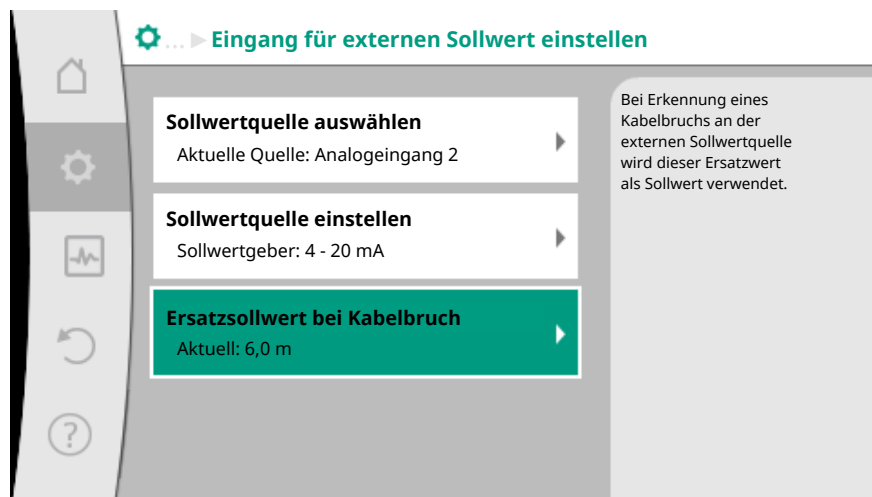 ... ▶ Eingang für externen Sollwert einstellen
Sollwertquelle auswählen
Aktuelle Quelle: Analogeingang 2
Sollwertquelle einstellen
Sollwertgeber: 4 - 20 mA
Ersatzsollwert bei Kabelbruch
Aktuell: 6,0 m
Bei Erkennung eines
Kabelbruchs an der
externen Sollwertquelle
wird dieser Ersatzwert
als Sollwert verwendet.
?